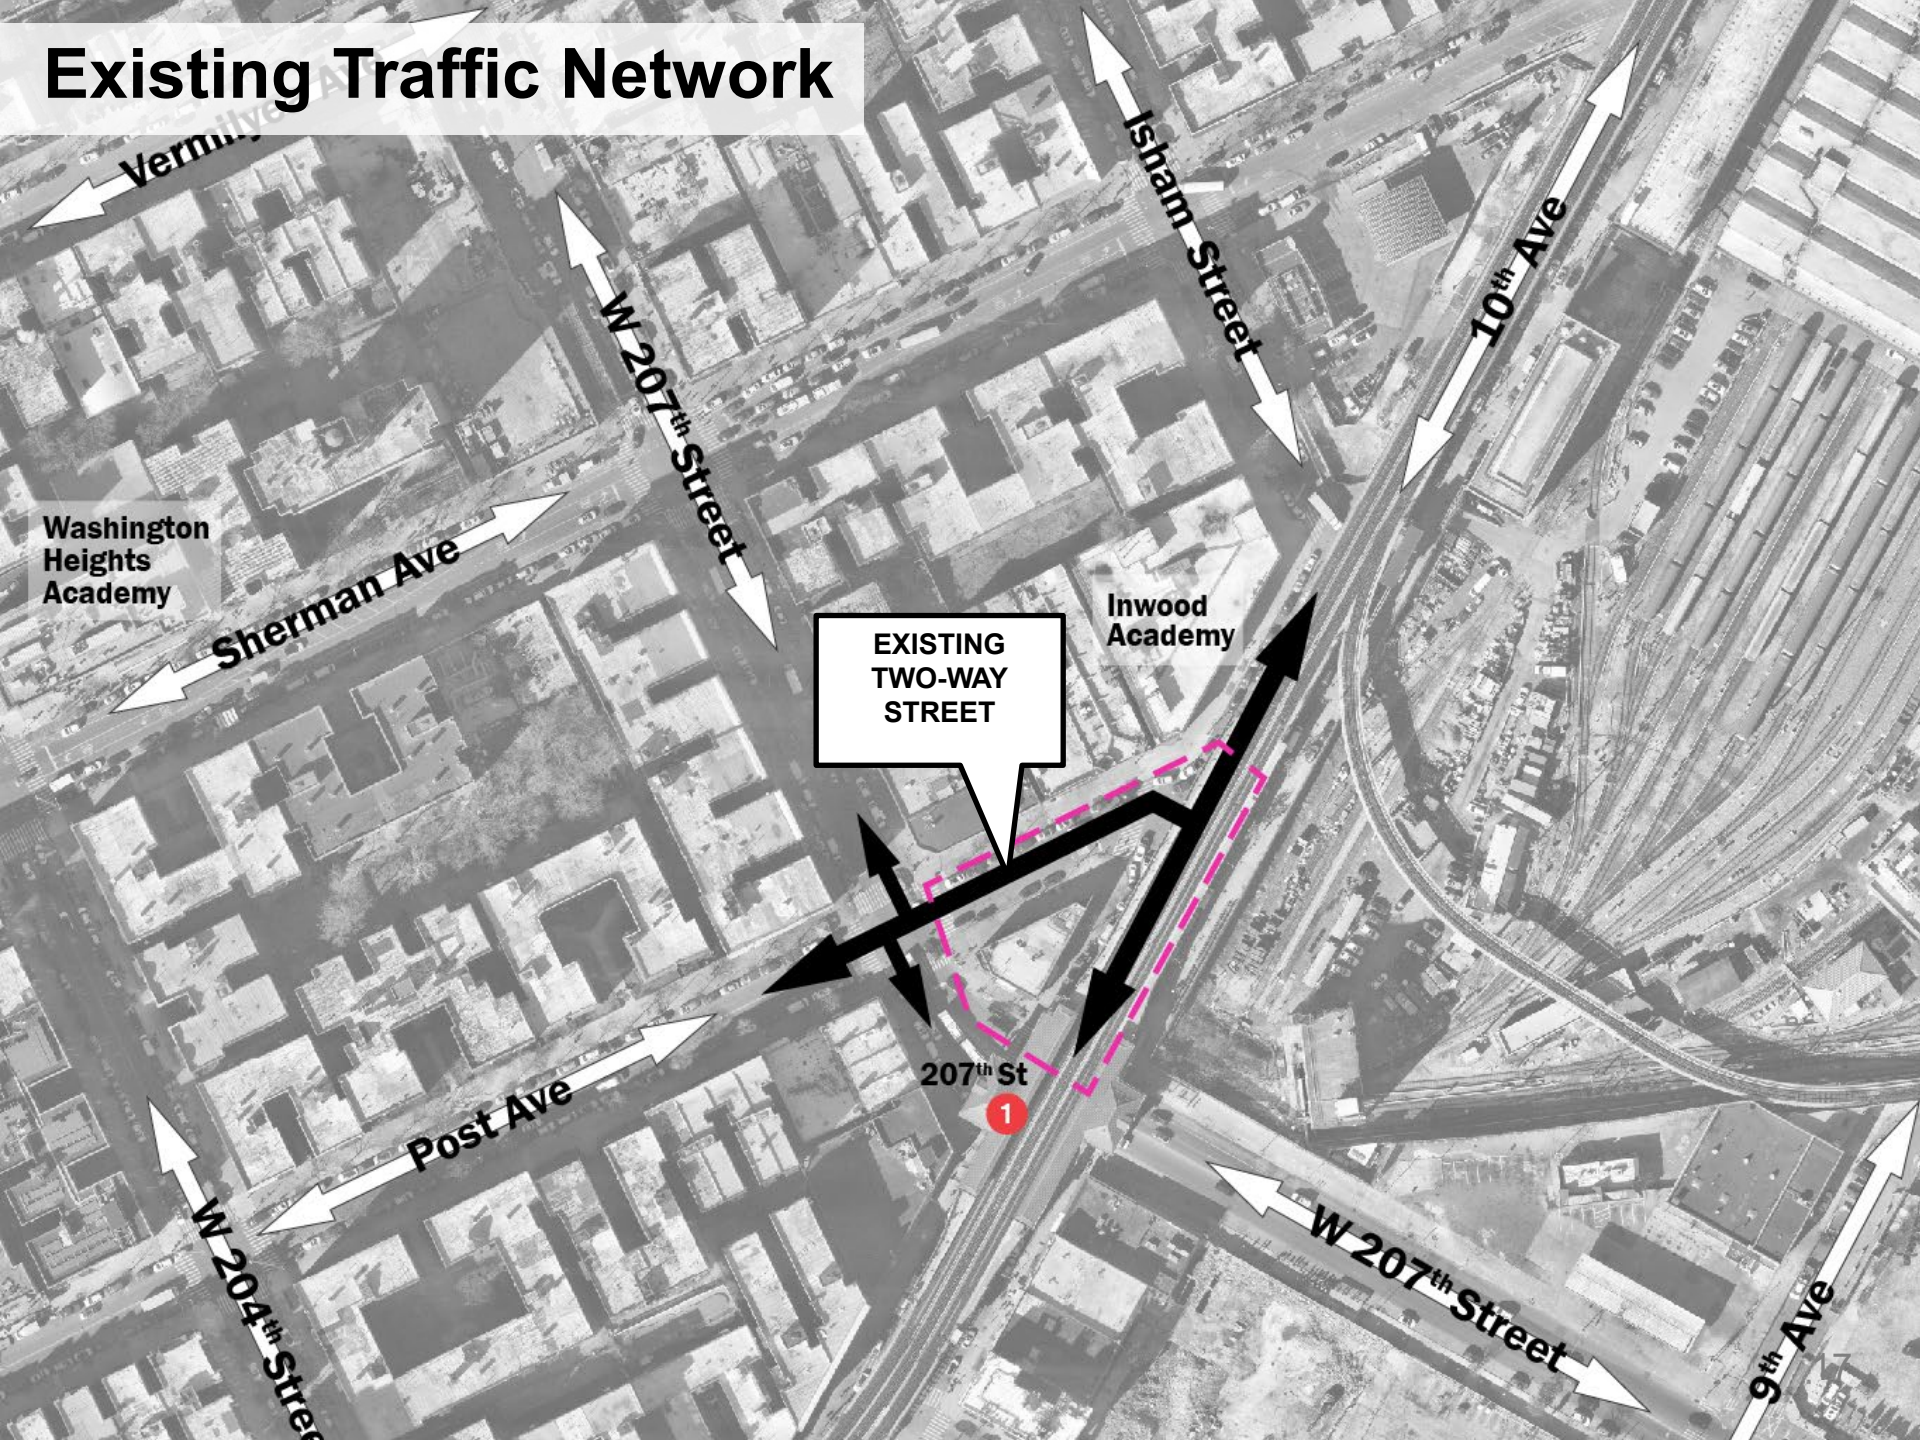 Existing Traffic Network
Isham Street
10th Ave
W 207th Street
Washington
Heights
Academy
Sherman Ave
EXISTING
TWO-WAY
STREET
Inwood
Academy
207th St
1
Post Ave
W 204th
W 207th Street
9th Ave
17